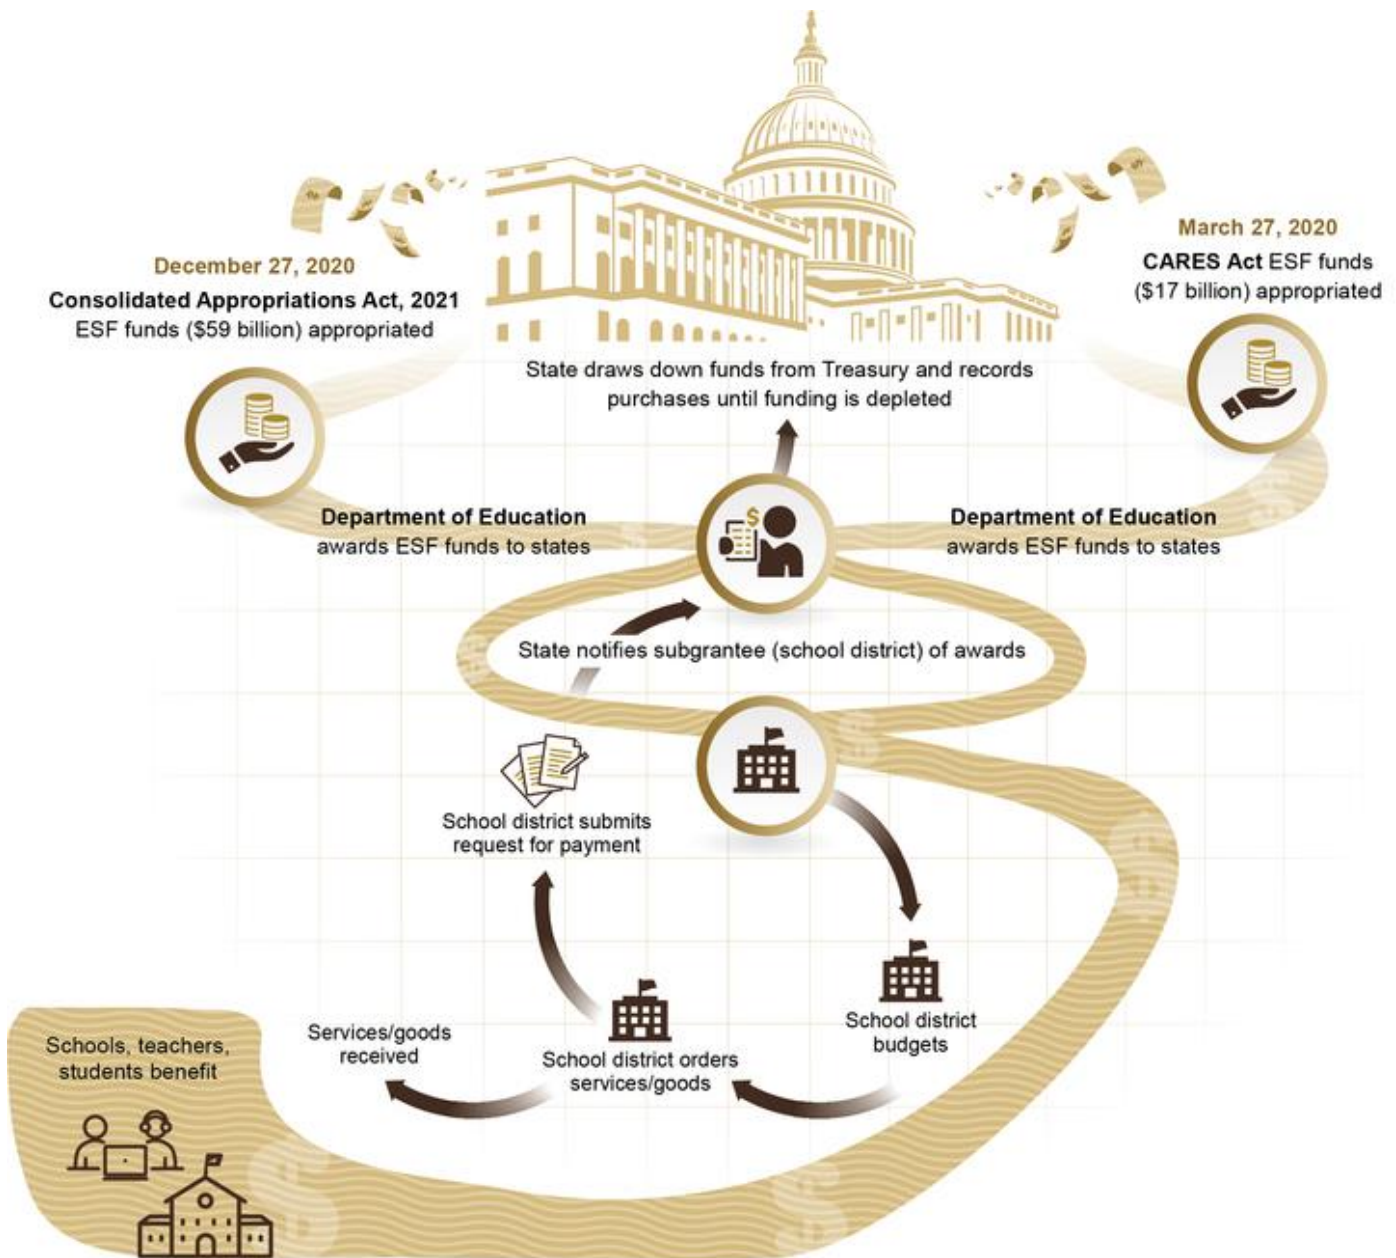 December 27, 2020
Consolidated Appropriations Act, 2021
ESF funds ($59 billion) appropriated
March 27, 2020
CARES Act ESF funds
($17 billion) appropriated
State draws down funds from Treasury and records
purchases until funding is depleted
Department of Education
awards ESF funds to states
Department of Education
awards ESF funds to states
State notifies subgrantee (school district) of awards
School district submits
request for payment
School district
budgets
School district orders
services/goods
Services/goods
received
Schools, teachers,
students benefit